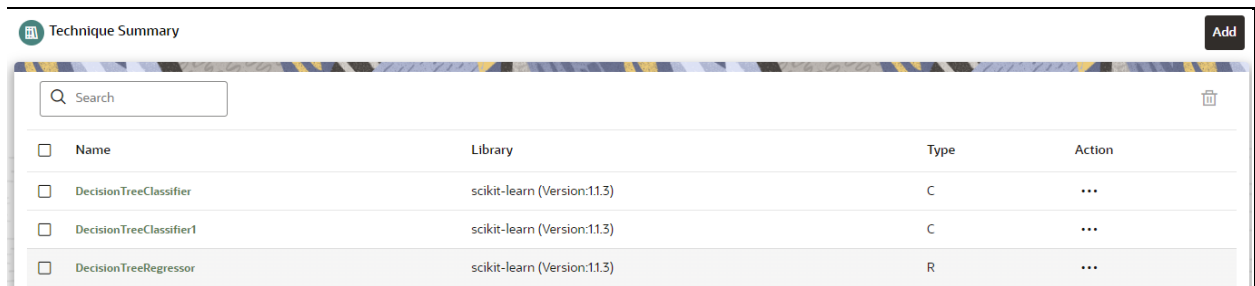 Technique Summary
Add
Search
Name Library Type Action
DecisionTreeClassifier scikit-learn (Version:1.1.3) C ...
DecisionTreeClassifier1 scikit-learn (Version:1.1.3) C ...
DecisionTreeRegressor scikit-learn (Version:1.1.3) R ...